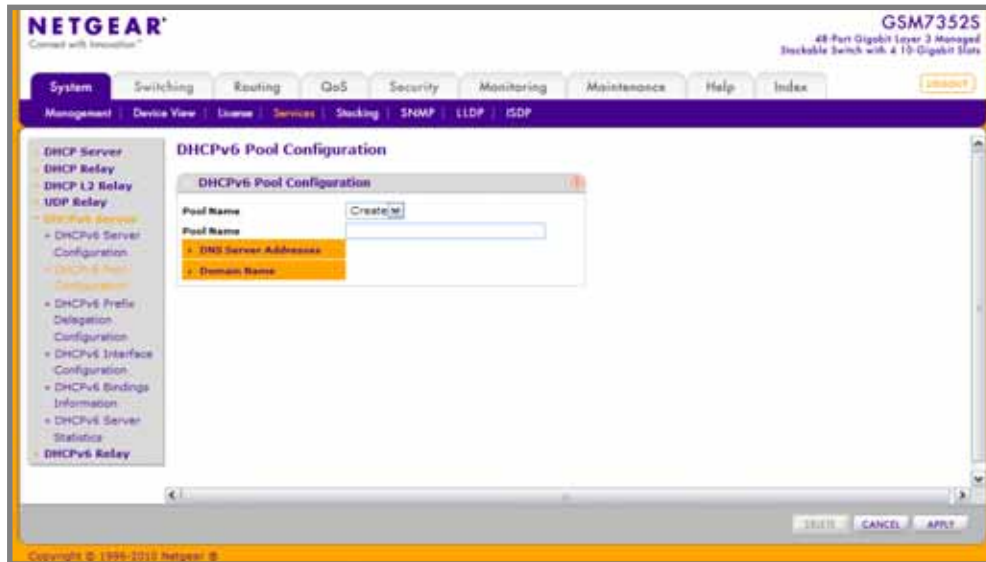 NETGEAR
Connect with Innovation™
GSM7352S
48-Port Gigabit Layer 3 Managed
Stackable Switch with 4 10-Gigabit Slots
System Switching Routing QoS Security Monitoring Maintenance Help Index LOGOUT
Management Device View License Services Stacking SNMP LLDP ISDP
DHCP Server
DHCP Relay
DHCP L2 Relay
UDP Relay
DHCPv6 Server
DHCPv6 Server
Configuration
DHCPv6 Pool
Configuration
DHCPv6 Prefix
Delegation
Configuration
DHCPv6 Interface
Configuration
DHCPv6 Bindings
Information
DHCPv6 Server
Statistics
DHCPv6 Relay
DHCPv6 Pool Configuration
DHCPv6 Pool Configuration
Pool Name Create
Pool Name
DNS Server Addresses
Domain Name
DELETE CANCEL APPLY
Copyright © 1996-2010 Netgear ®